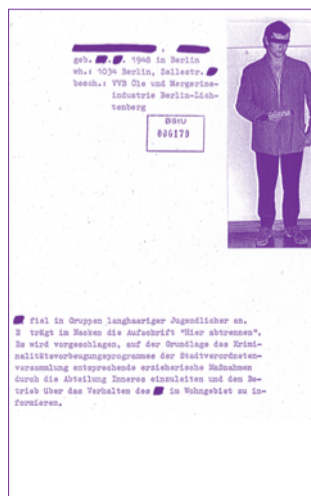 geb. 1948 in Berlin
wh.: 1034 Berlin, Zellestr.
besch.: VVB Öle und Margarine-
industrie Berlin-Lich-
tenberg
BStU
000179
fiel in Gruppen langhaariger Jugendlicher an.
B trägt im Nacken die Aufschrift "Hier abtrennen".
Es wird vorgeschlagen, auf der Grundlage des Krimi-
nalitätsvorbeugungsprogrammes der Stadtverordneten-
versammlung entsprechende erzieherische Maßnahmen
durch die Abteilung Inneres einzuleiten und dem Be-
trieb über das Verhalten des im Wohngebiet zu in-
formieren.